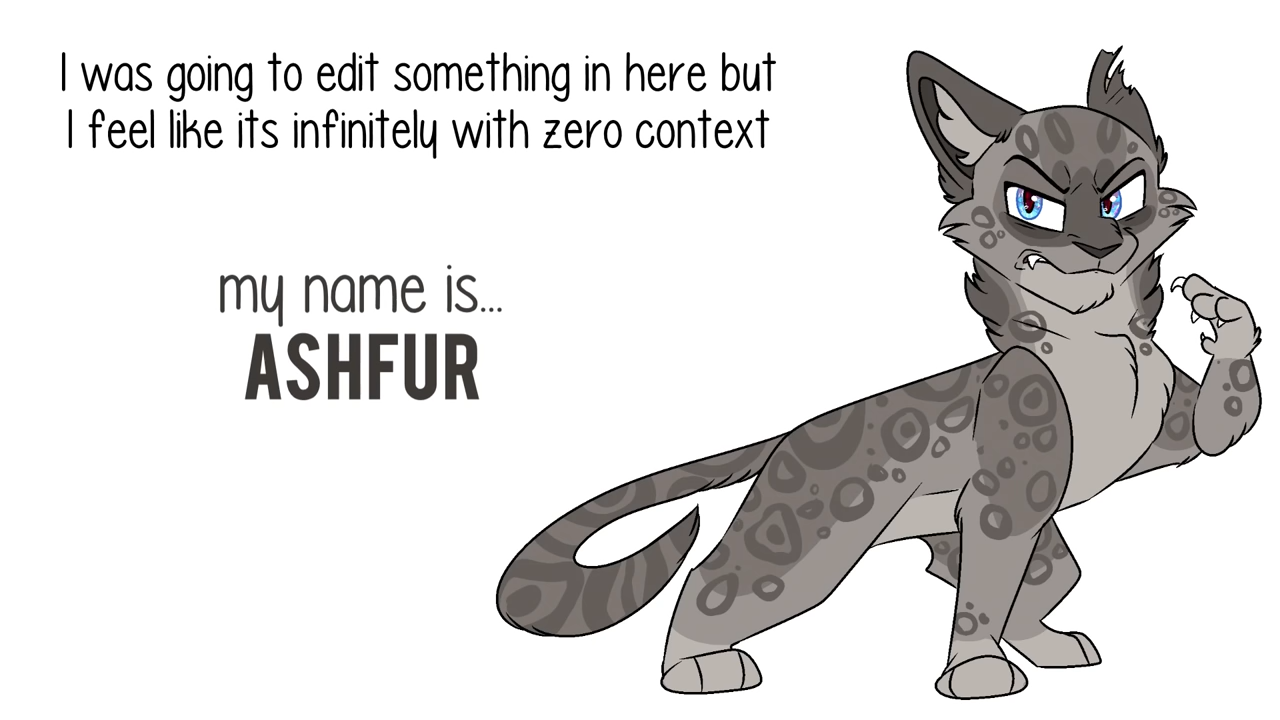 I was going to edit something in here but
I feel like its infinitely with zero context
my name is...
ASHFUR